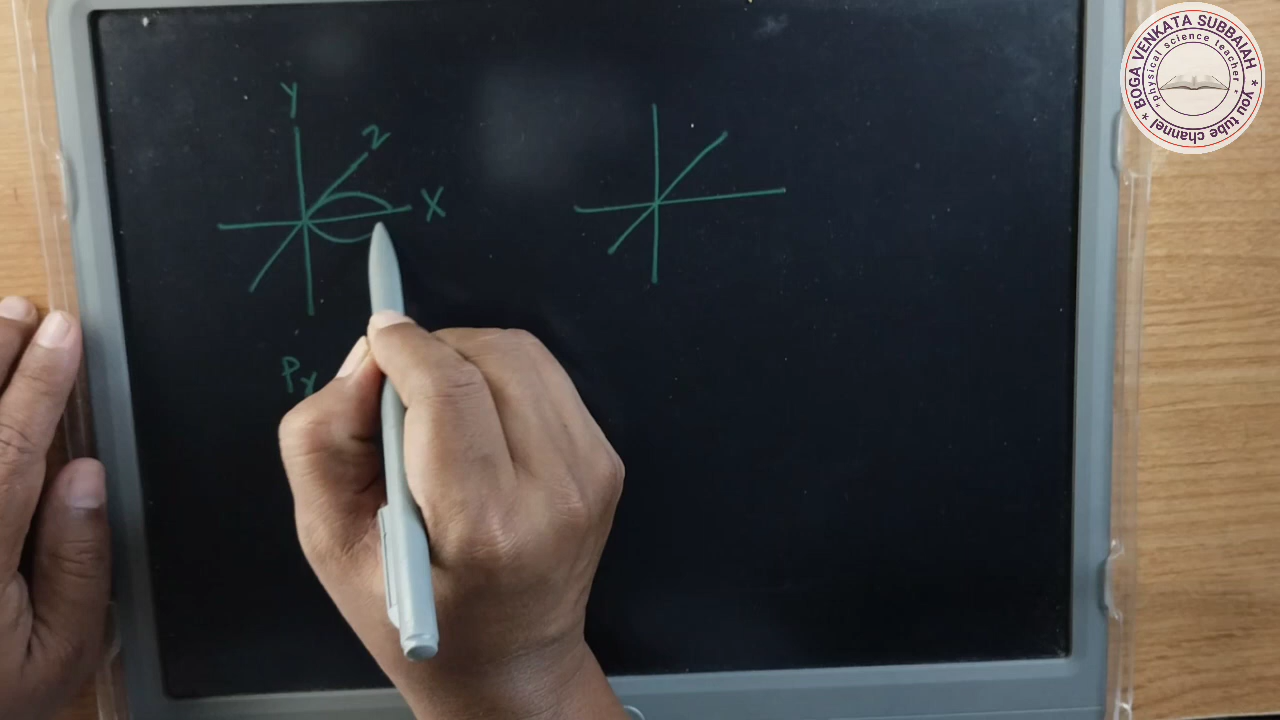 Y
Z
X
Px
BOGA VENKATA SUBBAIAH
* Physical science teacher *
* You tube channel *